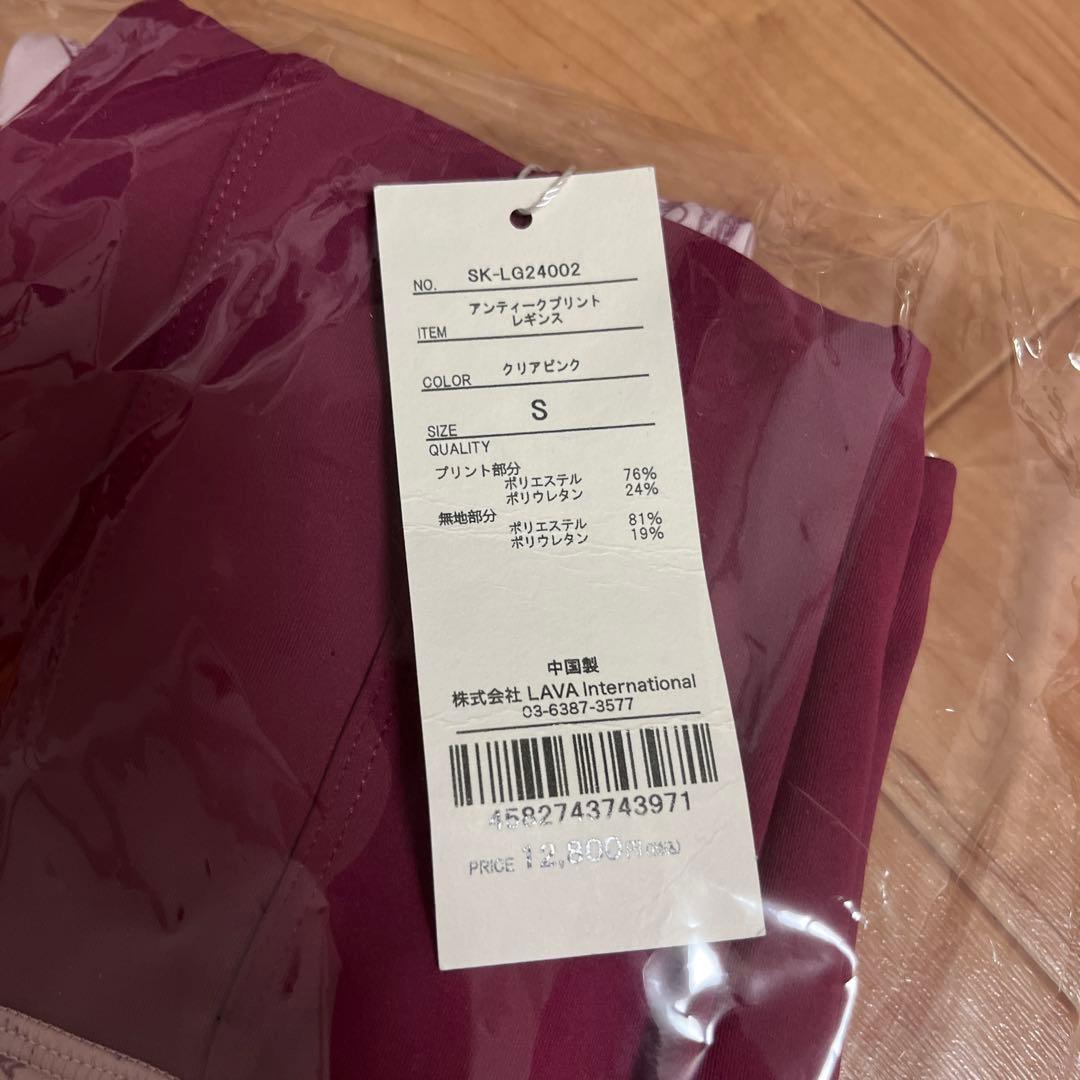 NO. SK-LG24002
アンティークプリント
レギンス
ITEM
COLOR クリアピンク
SIZE S
QUALITY
プリント部分
ポリエステル 76%
ポリウレタン 24%
無地部分
ポリエステル 81%
ポリウレタン 19%
中国製
株式会社 LAVA International
03-6387-3577
4582743743971
PRICE 12,800円